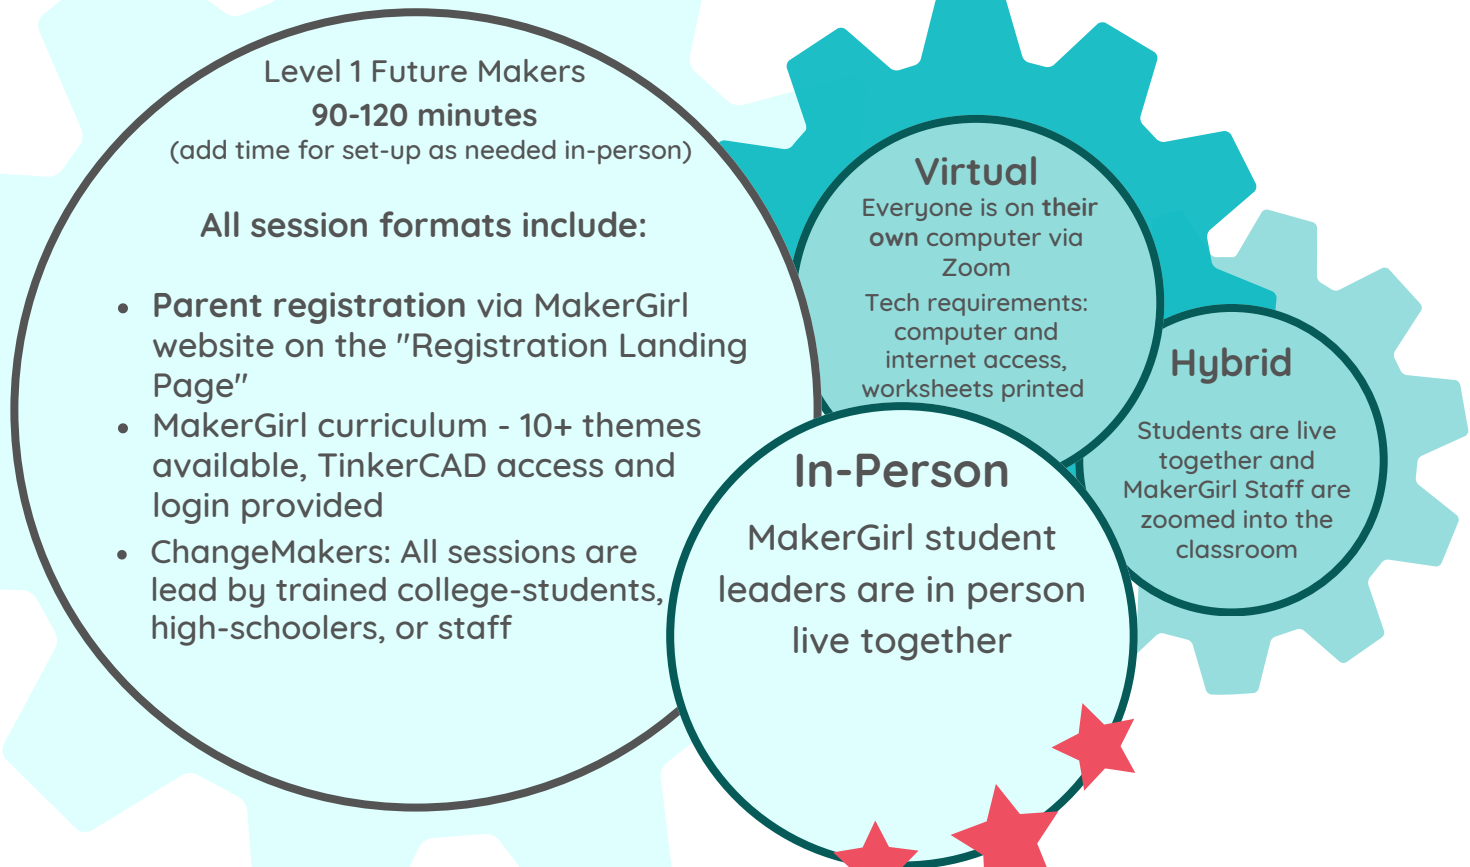 Level 1 Future Makers
90-120 minutes
(add time for set-up as needed in-person)
All session formats include:
• Parent registration via MakerGirl
website on the "Registration Landing
Page"
• MakerGirl curriculum - 10+ themes
available, TinkerCAD access and
login provided
• ChangeMakers: All sessions are
lead by trained college-students,
high-schoolers, or staff
Virtual
Everyone is on their
own computer via
Zoom
Tech requirements:
computer and
internet access,
worksheets printed
Hybrid
Students are live
together and
MakerGirl Staff are
zoomed into the
classroom
In-Person
MakerGirl student
leaders are in person
live together